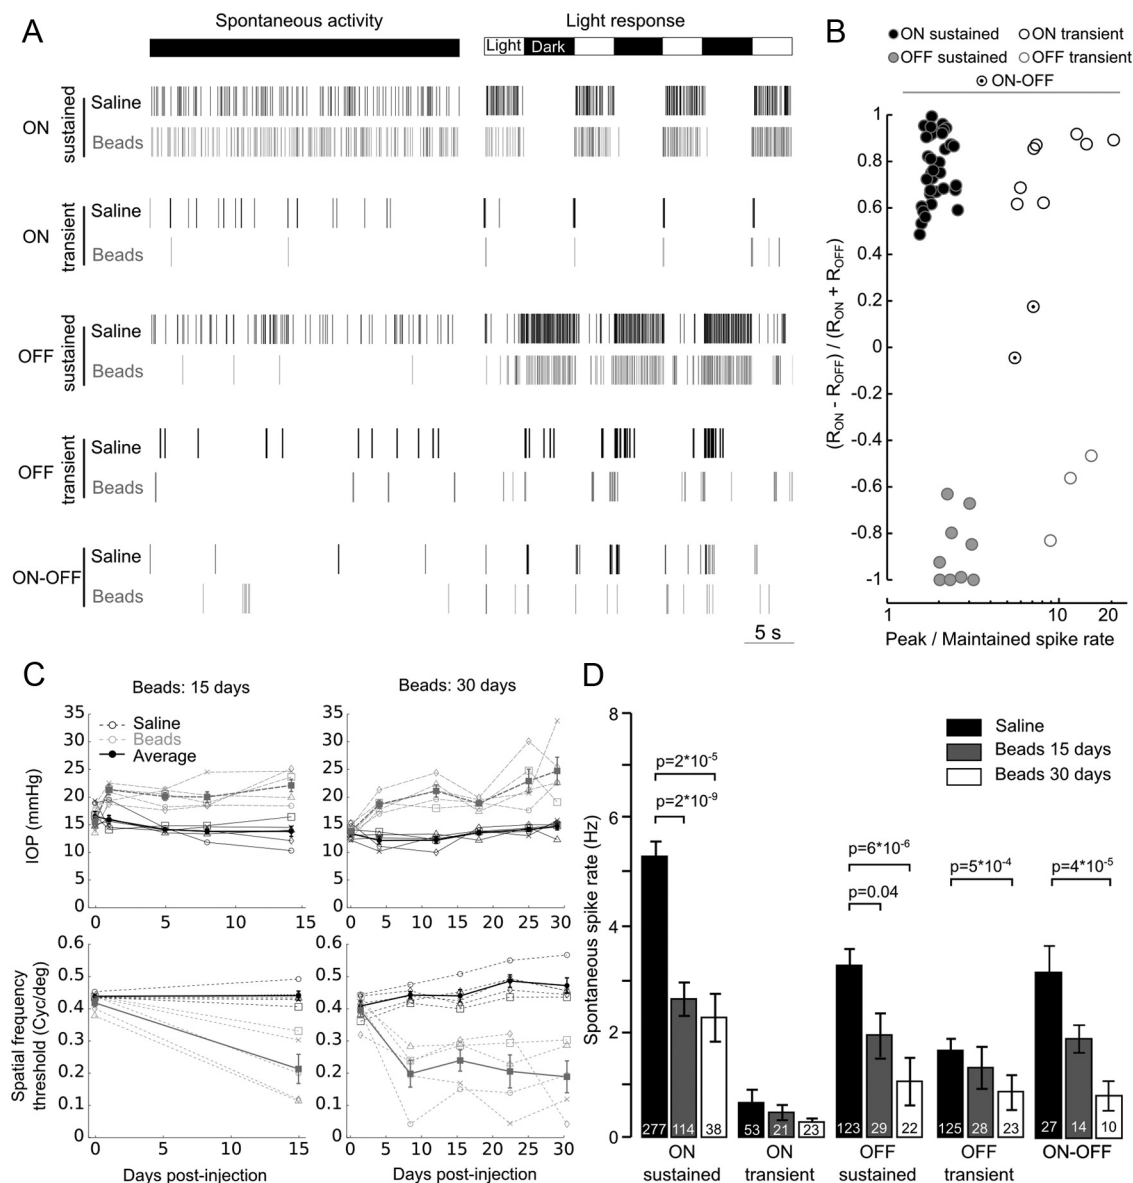 A
Spontaneous activity
Light response
Light
Dark
ON
sustained
Saline
Beads
ON
transient
Saline
Beads
OFF
sustained
Saline
Beads
OFF
transient
Saline
Beads
ON-OFF
Saline
Beads
5 s
B
ON sustained
ON transient
OFF sustained
OFF transient
ON-OFF
(RON - ROFF) / (RON + ROFF)
1
0.8
0.6
0.4
0.2
0
-0.2
-0.4
-0.6
-0.8
-1
1
10
20
Peak / Maintained spike rate
C
Beads: 15 days
Beads: 30 days
Saline
Beads
Average
IOP (mmHg)
35
30
25
20
15
10
5
0
0 5 10 15
35
30
25
20
15
10
5
0
0 5 10 15 20 25 30
Spatial frequency
threshold (Cyc/deg)
0.6
0.5
0.4
0.3
0.2
0.1
0
0 5 10 15
Days post-injection
0.6
0.5
0.4
0.3
0.2
0.1
0
0 5 10 15 20 25 30
Days post-injection
D
Saline
Beads 15 days
Beads 30 days
Spontaneous spike rate (Hz)
8
6
4
2
0
p=2*10-5
p=2*10-9
p=6*10-6
p=0.04
p=5*10-4
p=4*10-5
277 114 38
53 21 23
123 29 22
125 28 23
27 14 10
ON
sustained
ON
transient
OFF
sustained
OFF
transient
ON-OFF